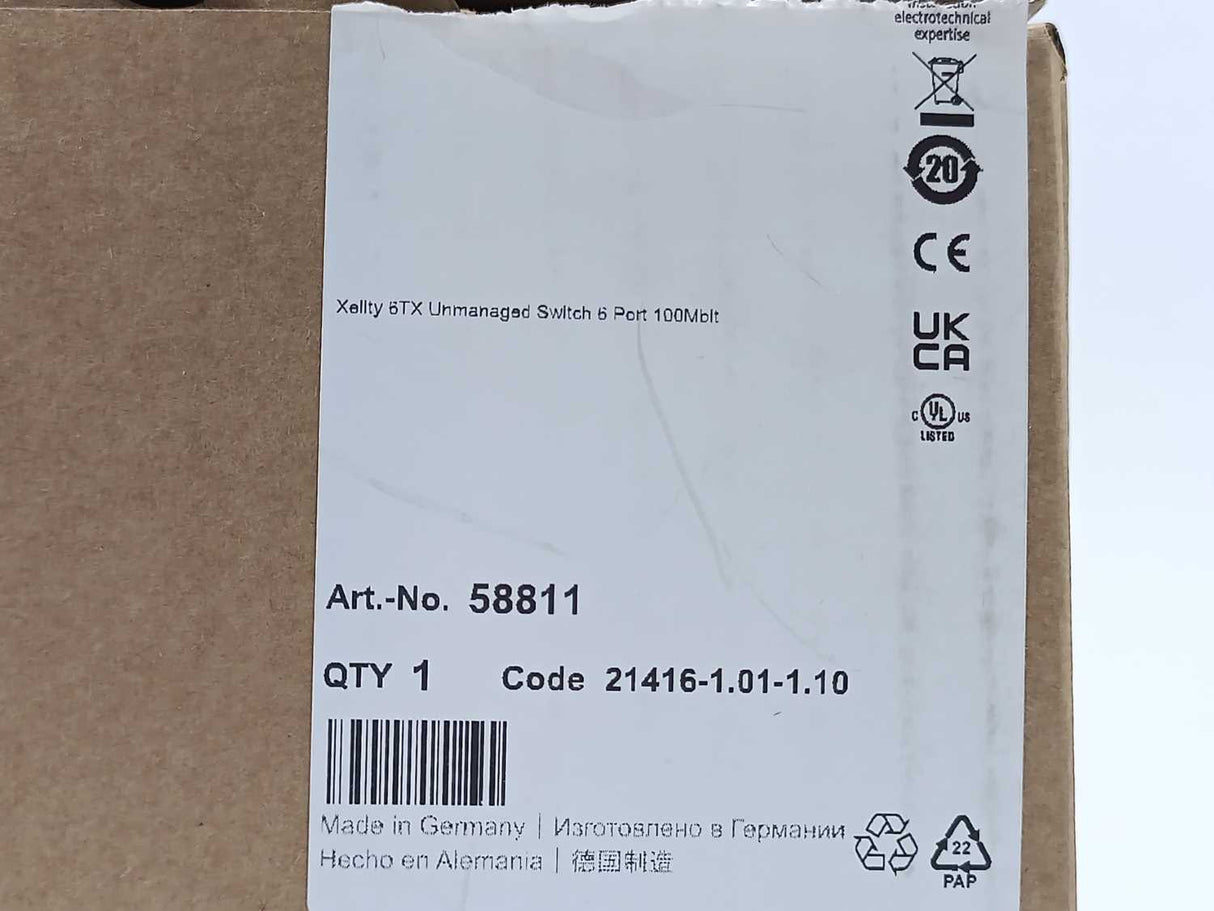 electrotechnical
expertise
20
CE
UK
CA
C UL US
LISTED
Xelity 6TX Unmanaged Switch 6 Port 100Mbit
Art.-No. 58811
QTY 1 Code 21416-1.01-1.10
Made in Germany | Изготовлено в Германии
Hecho en Alemania | 德国制造
22
PAP